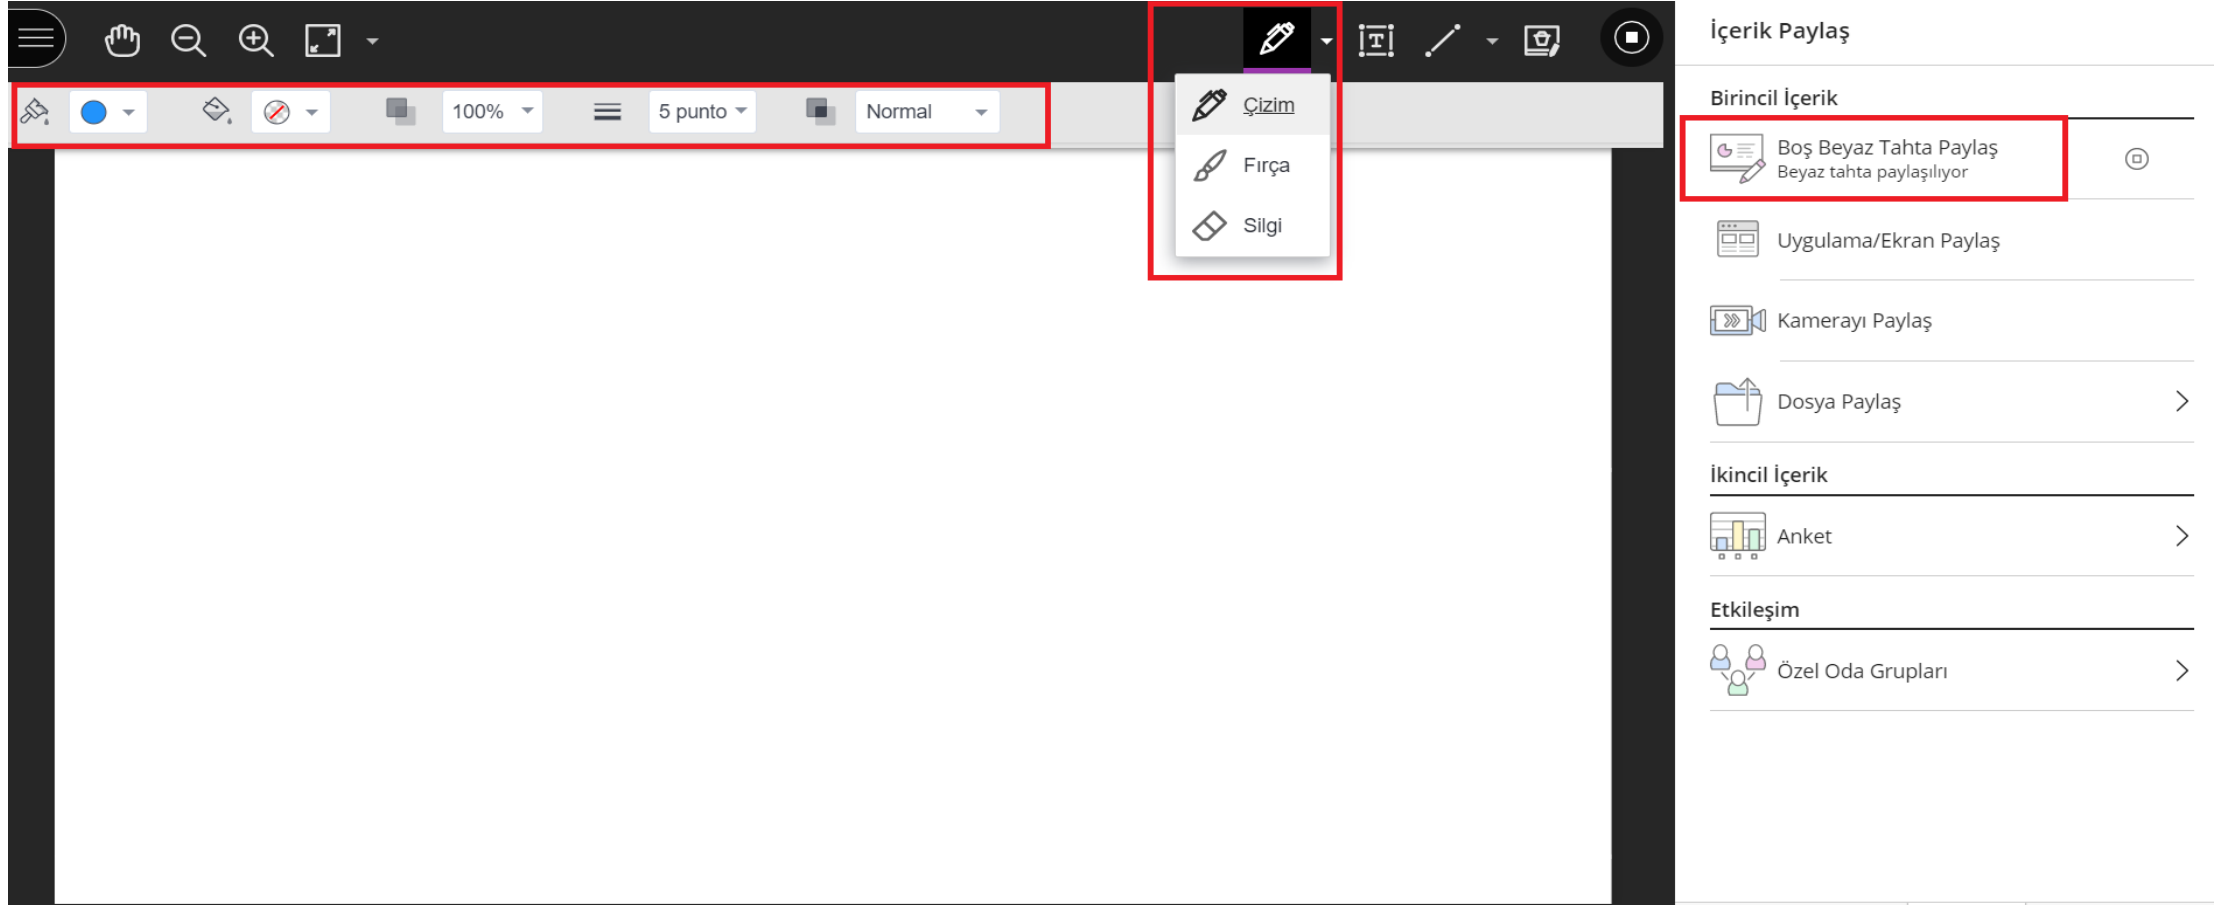 100%
5 punto
Normal
Çizim
Fırça
Silgi
İçerik Paylaş
Birincil İçerik
Boş Beyaz Tahta Paylaş
Beyaz tahta paylaşılıyor
Uygulama/Ekran Paylaş
Kamerayı Paylaş
Dosya Paylaş
İkincil İçerik
Anket
Etkileşim
Özel Oda Grupları